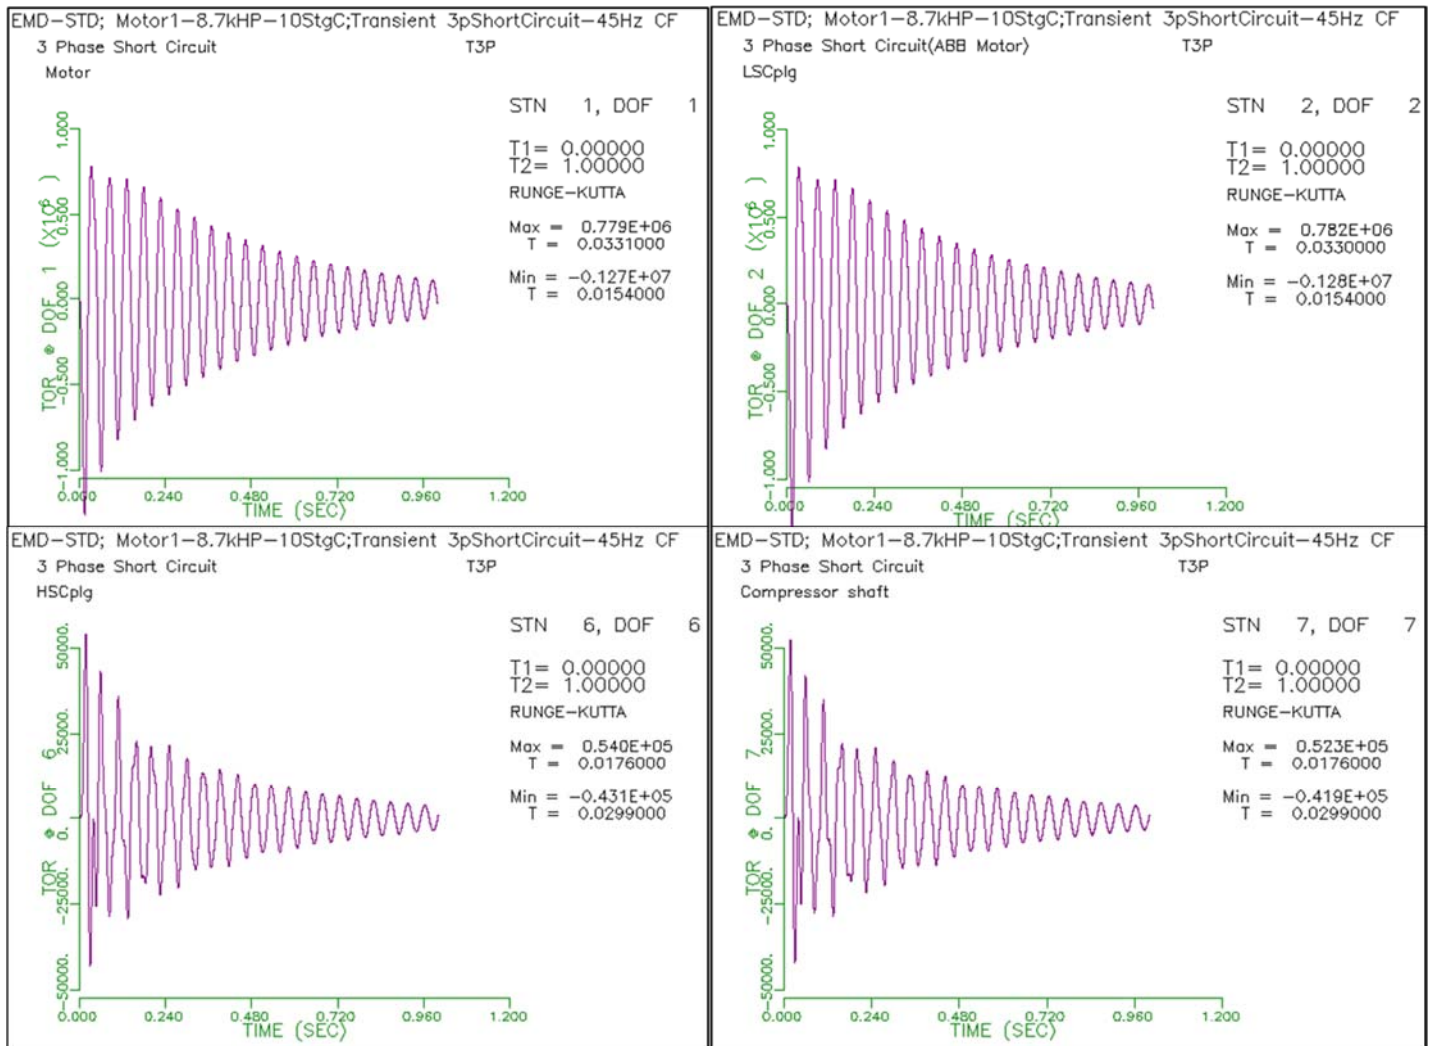 EMD-STD; Motor1-8.7kHP-10StgC;Transient 3pShortCircuit-45Hz CF
3 Phase Short Circuit T3P
Motor
STN 1, DOF 1
T1= 0.00000
T2= 1.00000
RUNGE-KUTTA
Max = 0.779E+06
T = 0.0331000
Min = -0.127E+07
T = 0.0154000
TOR @ DOF 1 (X10^6)
1.000
0.500
0.000
-0.500
-1.000
0.000 0.240 0.480 0.720 0.960 1.200
TIME (SEC)
EMD-STD; Motor1-8.7kHP-10StgC;Transient 3pShortCircuit-45Hz CF
3 Phase Short Circuit(ABB Motor) T3P
LSCplg
STN 2, DOF 2
T1= 0.00000
T2= 1.00000
RUNGE-KUTTA
Max = 0.782E+06
T = 0.0330000
Min = -0.128E+07
T = 0.0154000
TOR @ DOF 2 (X10^6)
1.000
0.500
0.000
-0.500
-1.000
0.000 0.240 0.480 0.720 0.960 1.200
TIME (SEC)
EMD-STD; Motor1-8.7kHP-10StgC;Transient 3pShortCircuit-45Hz CF
3 Phase Short Circuit T3P
HSCplg
STN 6, DOF 6
T1= 0.00000
T2= 1.00000
RUNGE-KUTTA
Max = 0.540E+05
T = 0.0176000
Min = -0.431E+05
T = 0.0299000
TOR @ DOF 6
50000.
25000.
0.
-25000.
-50000.
0.000 0.240 0.480 0.720 0.960 1.200
TIME (SEC)
EMD-STD; Motor1-8.7kHP-10StgC;Transient 3pShortCircuit-45Hz CF
3 Phase Short Circuit T3P
Compressor shaft
STN 7, DOF 7
T1= 0.00000
T2= 1.00000
RUNGE-KUTTA
Max = 0.523E+05
T = 0.0176000
Min = -0.419E+05
T = 0.0299000
TOR @ DOF 7
50000.
25000.
0.
-25000.
-50000.
0.000 0.240 0.480 0.720 0.960 1.200
TIME (SEC)